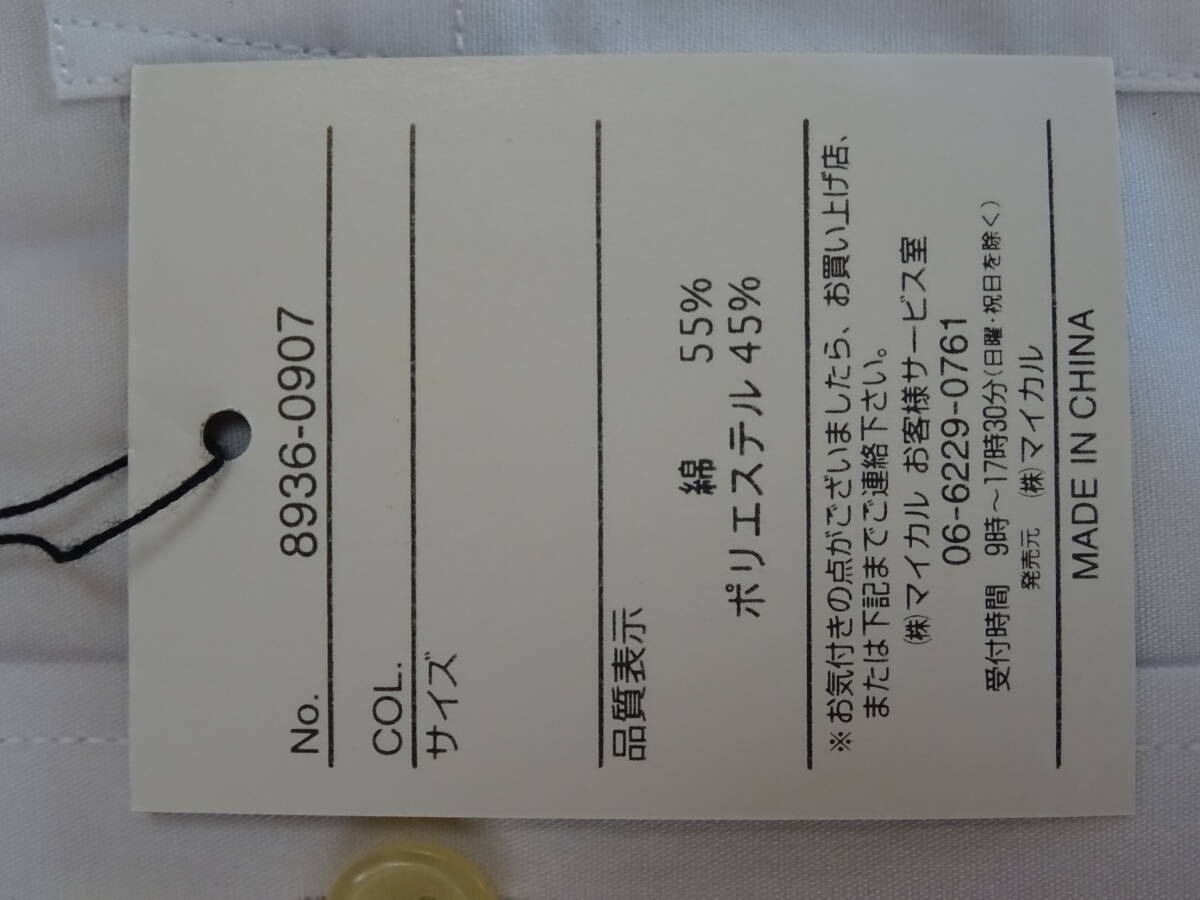 No. 8936-0907
COL.
サイズ
品質表示
綿 55%
ポリエステル 45%
※お気付きの点がございましたら、お買い上げ店、
または下記までご連絡下さい。
㈱マイカル お客様サービス室
06-6229-0761
受付時間 9時～17時30分(日曜・祝日を除く)
発売元 ㈱マイカル
MADE IN CHINA